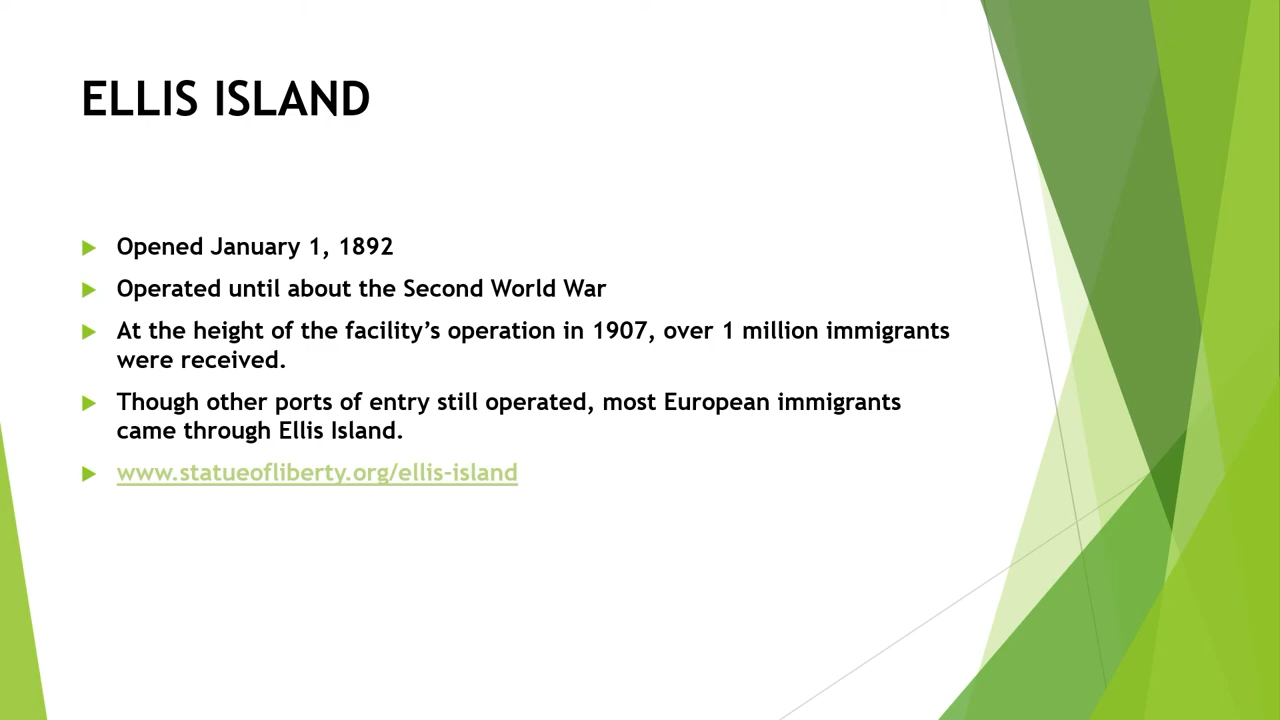 ELLIS ISLAND
Opened January 1, 1892
Operated until about the Second World War
At the height of the facility’s operation in 1907, over 1 million immigrants
were received.
Though other ports of entry still operated, most European immigrants
came through Ellis Island.
www.statueofliberty.org/ellis-island